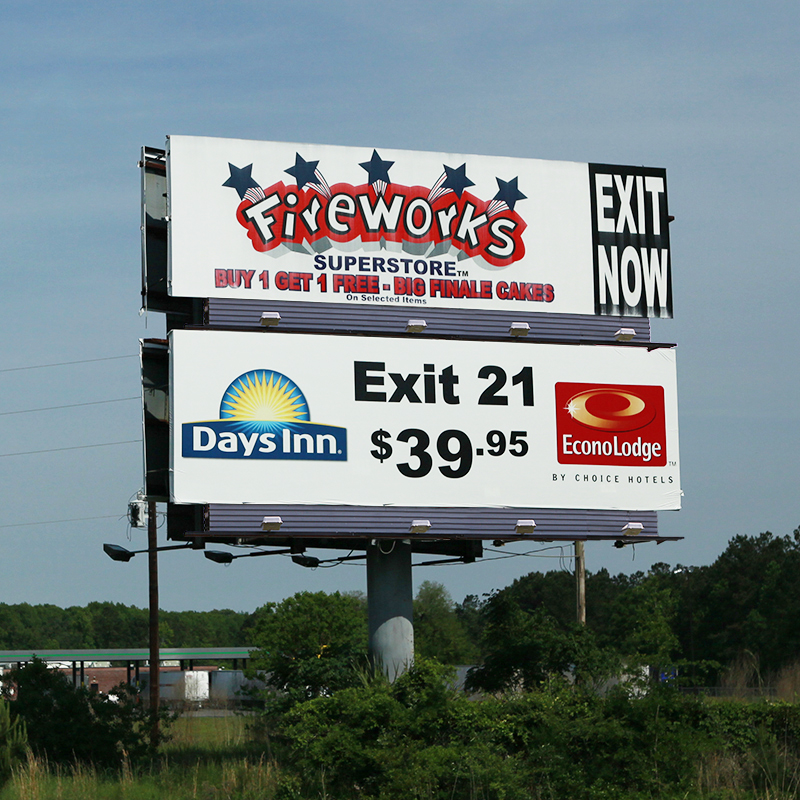 Fireworks
SUPERSTORE™
BUY 1 GET 1 FREE - BIG FINALE CAKES
On Selected Items
EXIT
NOW
Days Inn®
Exit 21
$39.95
EconoLodge™
BY CHOICE HOTELS